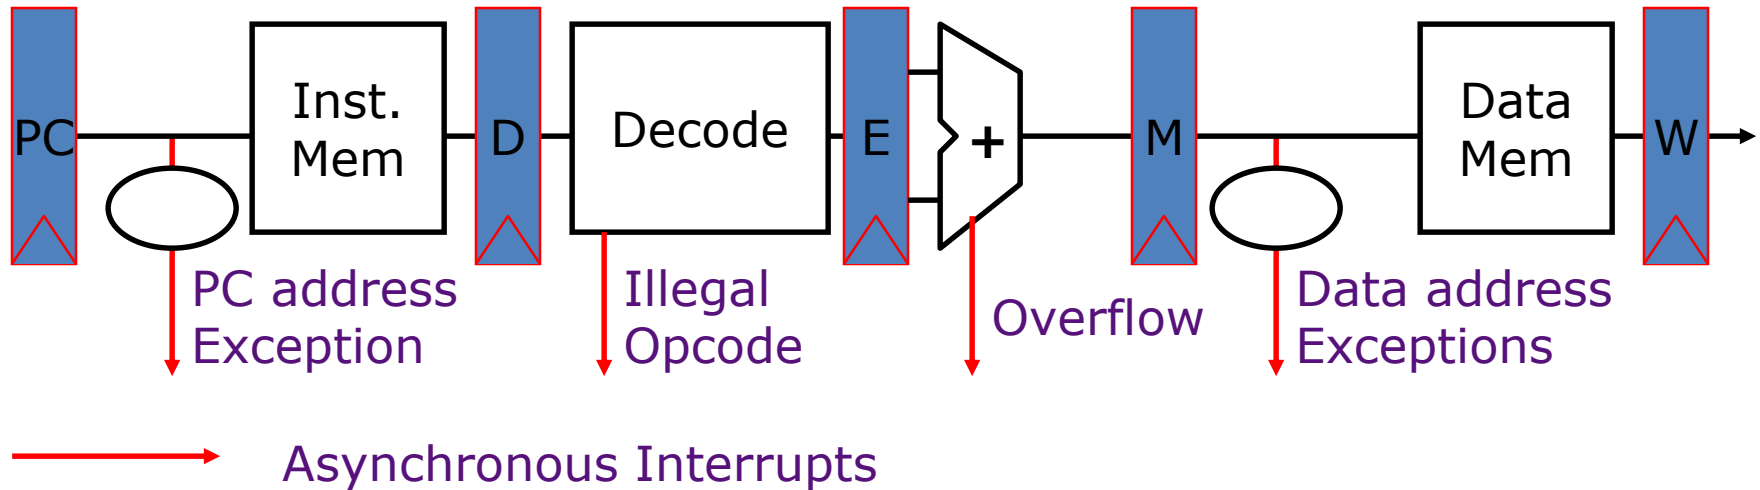 PC
Inst.
Mem
D
Decode
E
+
M
Data
Mem
W
PC address
Exception
Illegal
Opcode
Overflow
Data address
Exceptions
Asynchronous Interrupts